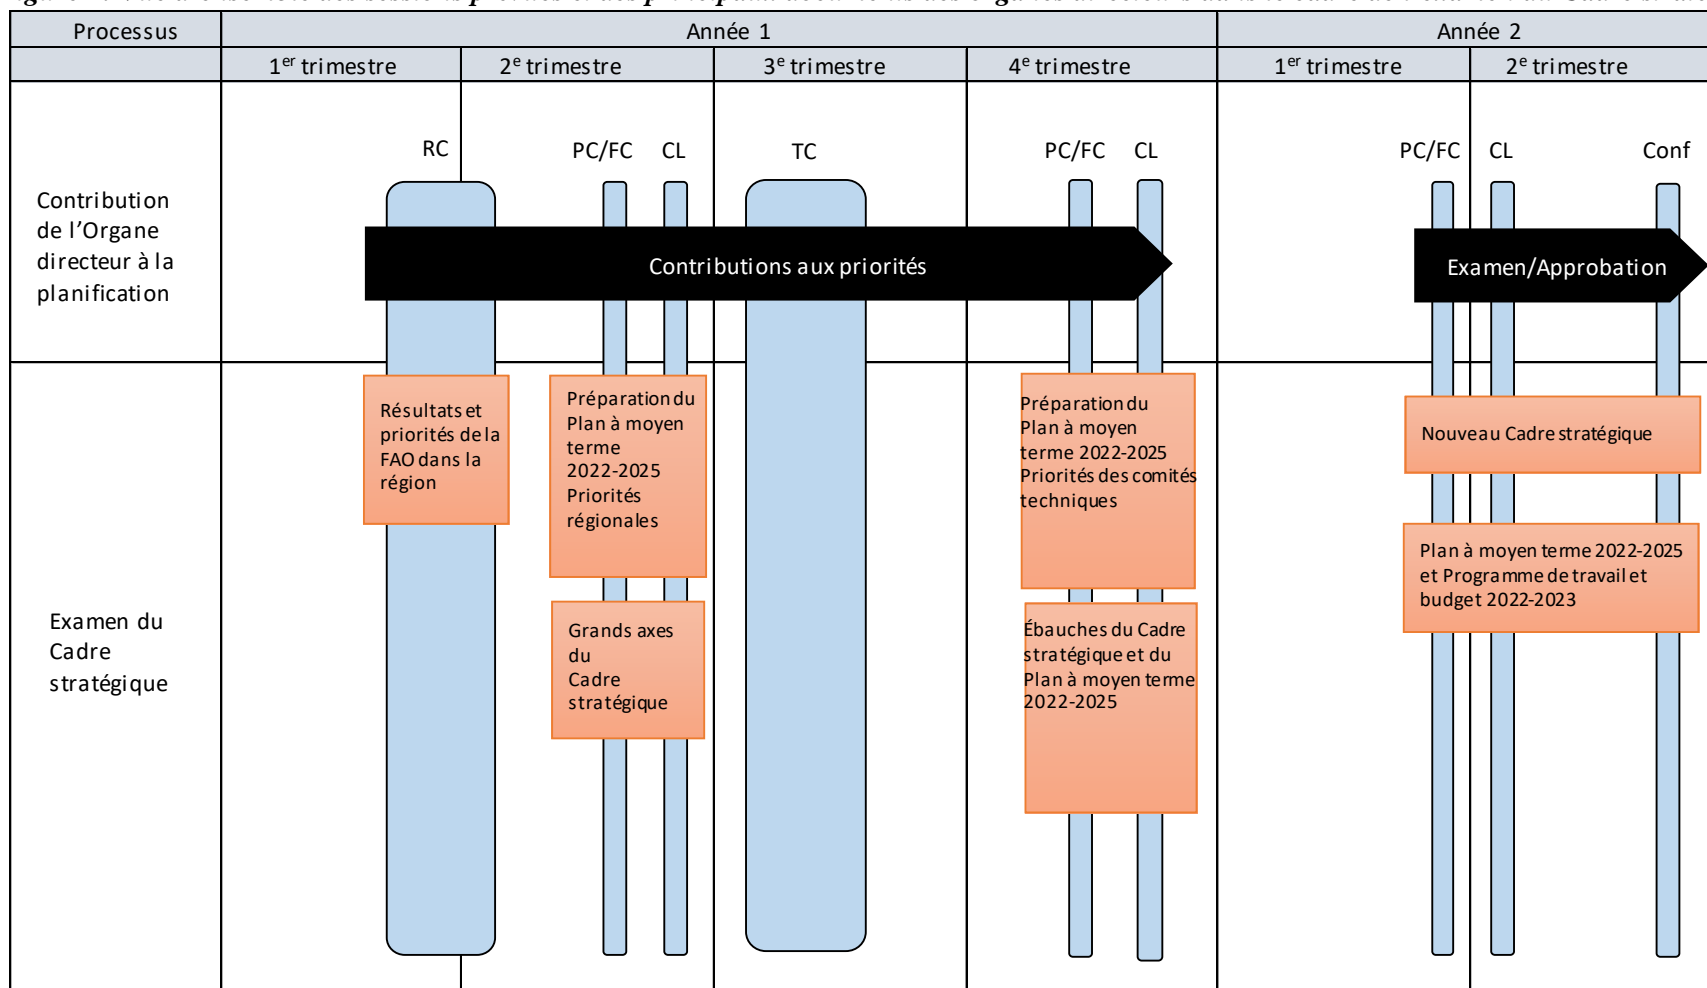 Processus
Année 1
Année 2
1er trimestre
2e trimestre
3e trimestre
4e trimestre
1er trimestre
2e trimestre
RC
PC/FC
CL
TC
PC/FC
CL
PC/FC
CL
Conf
Contribution
de l’Organe
directeur à la
planification
Contributions aux priorités
Examen/Approbation
Examen du
Cadre
stratégique
Résultats et
priorités de la
FAO dans la
région
Préparation du
Plan à moyen
terme
2022-2025
Priorités
régionales
Grands axes
du
Cadre
stratégique
Préparation du
Plan à moyen
terme 2022-2025
Priorités des comités
techniques
Ébauches du Cadre
stratégique et du
Plan à moyen terme
2022-2025
Nouveau Cadre stratégique
Plan à moyen terme 2022-2025
et Programme de travail et
budget 2022-2023